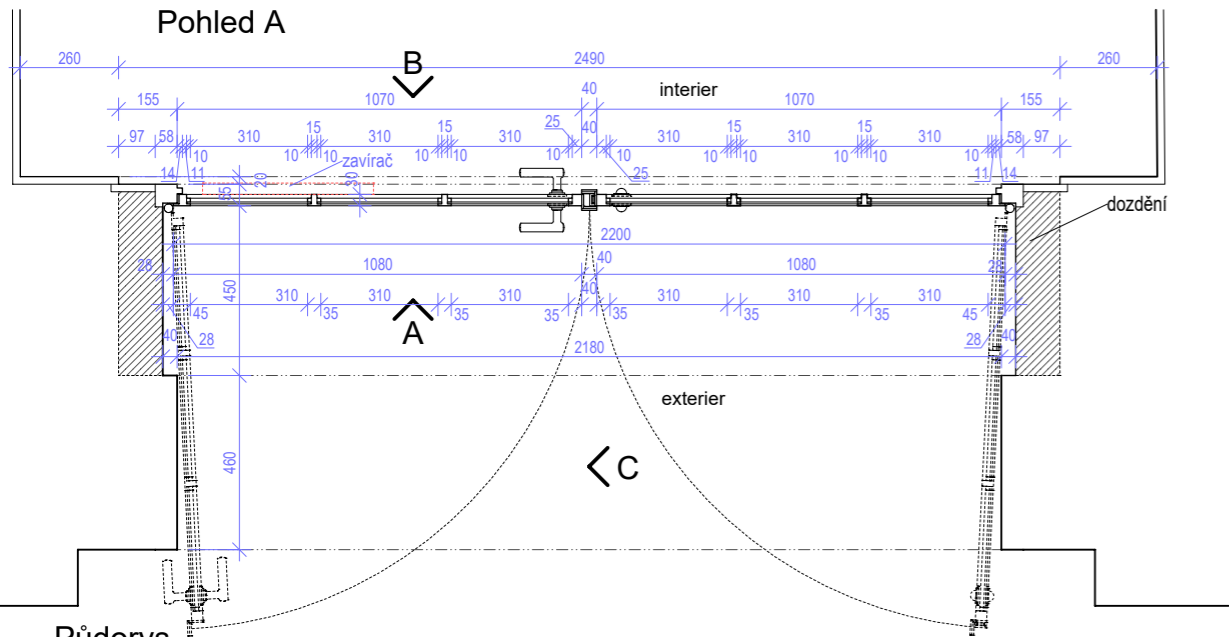 Pohled A
260 2490 260
B
155 1070 40 interier 1070 155
97 58 310 15 310 15 310 25 40 310 15 310 15 310 58 97
10 10 10 10 10 10 10 10 10 10 10 10
14 11 20 zavírač 30 25 11 14
65
dozdění
2200
28 1080 40 1080 28
450
45 310 35 310 35 310 35 40 35 310 35 310 35 310 45
A
40 28 28 40
2180
exterier
460
C
Půdorys